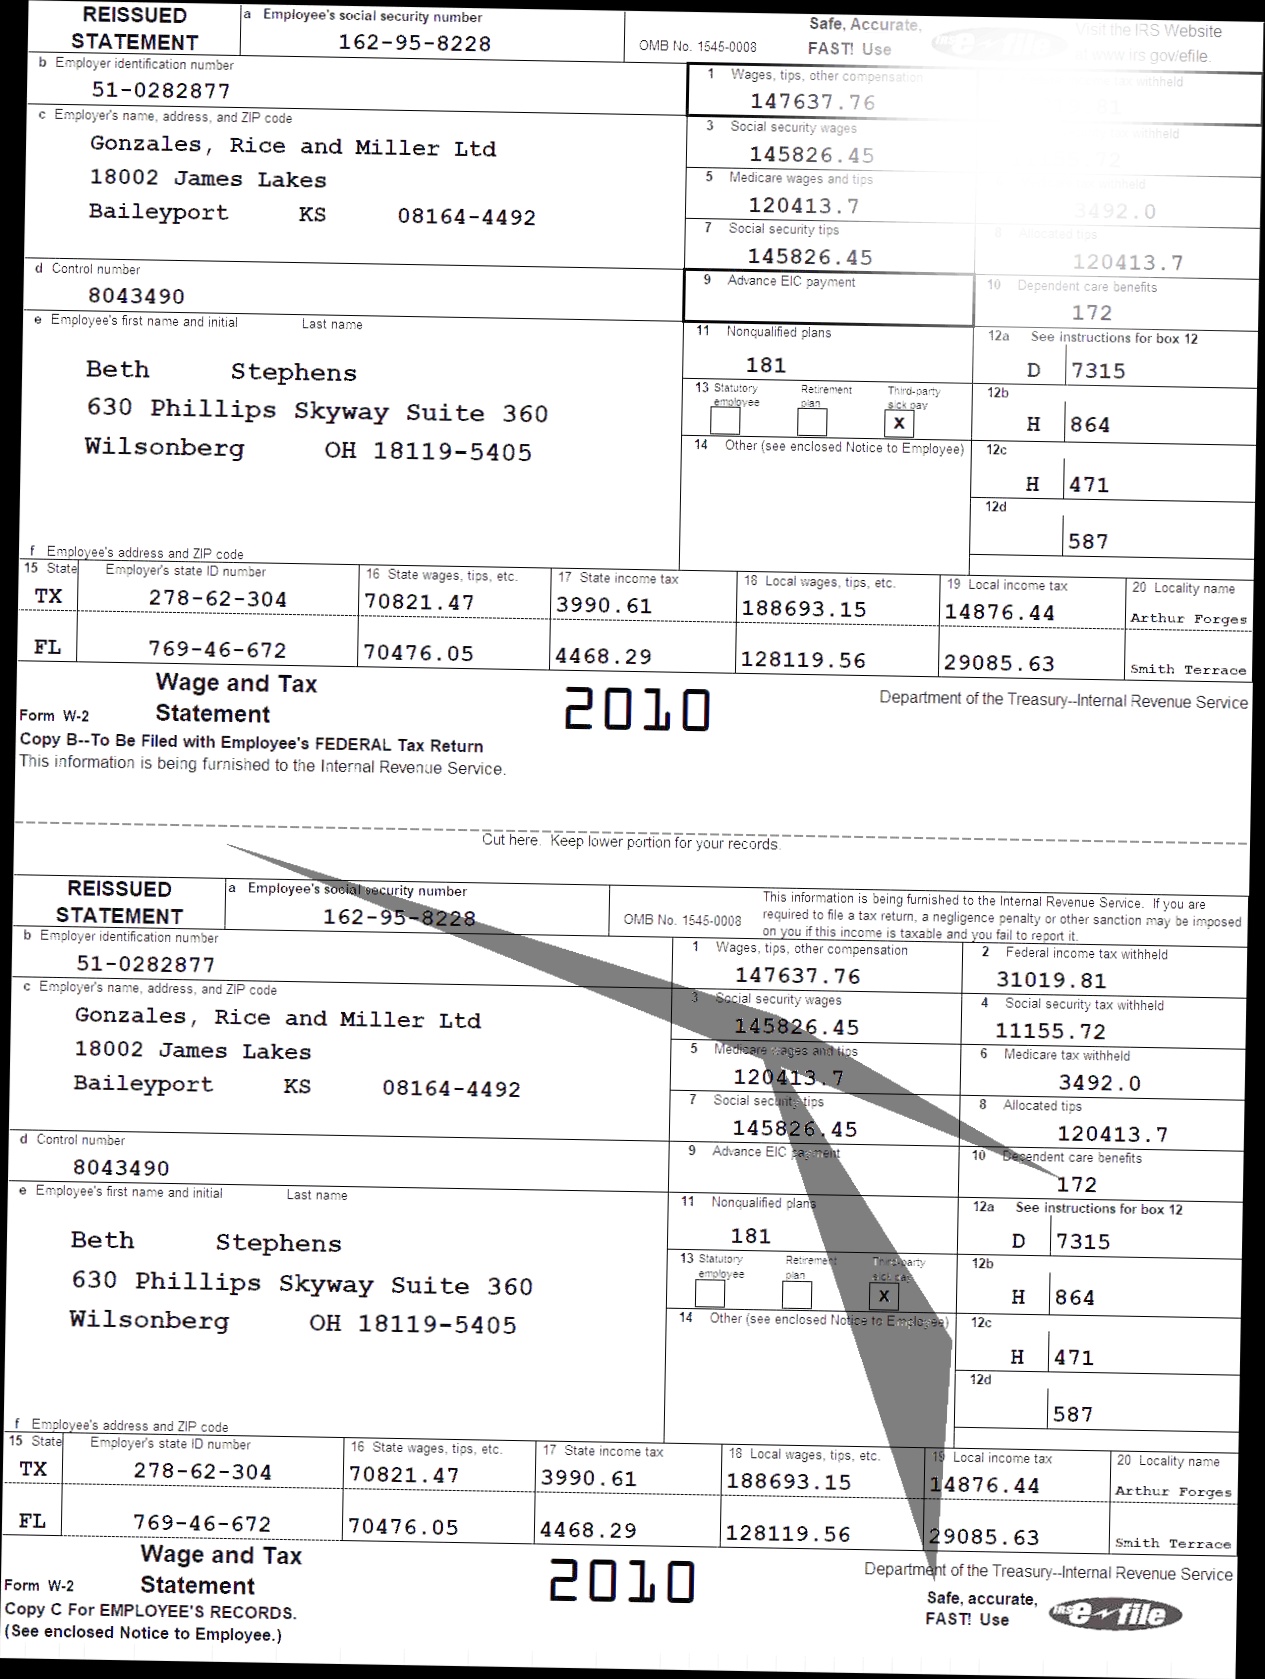 REISSUED STATEMENT
a Employee's social security number
162-95-8228
OMB No. 1545-0008
Safe, Accurate,
FAST! Use
e file
Visit the IRS Website
at www.irs.gov/efile.
b Employer identification number
51-0282877
1 Wages, tips, other compensation
147637.76
tax withheld
81
c Employer's name, address, and ZIP code
Gonzales, Rice and Miller Ltd
18002 James Lakes
Baileyport KS 08164-4492
3 Social security wages
145826.45
tax withheld
72
5 Medicare wages and tips
120413.7
withheld
3492.0
7 Social security tips
145826.45
8 Allocated tips
120413.7
d Control number
8043490
9 Advance EIC payment
10 Dependent care benefits
172
e Employee's first name and initial Last name
Beth Stephens
630 Phillips Skyway Suite 360
Wilsonberg OH 18119-5405
11 Nonqualified plans
181
12a See instructions for box 12
D 7315
13 Statutory employee
Retirement plan
Third-party sick pay
X
12b
H 864
14 Other (see enclosed Notice to Employee)
12c
H 471
12d
587
f Employee's address and ZIP code
15 State Employer's state ID number 16 State wages, tips, etc. 17 State income tax 18 Local wages, tips, etc. 19 Local income tax 20 Locality name
TX 278-62-304 70821.47 3990.61 188693.15 14876.44 Arthur Forges
FL 769-46-672 70476.05 4468.29 128119.56 29085.63 Smith Terrace
Form W-2 Wage and Tax Statement
2010
Department of the Treasury--Internal Revenue Service
Copy B--To Be Filed with Employee's FEDERAL Tax Return
This information is being furnished to the Internal Revenue Service.
Cut here. Keep lower portion for your records.
REISSUED STATEMENT
a Employee's social security number
162-95-8228
OMB No. 1545-0008
This information is being furnished to the Internal Revenue Service. If you are
required to file a tax return, a negligence penalty or other sanction may be imposed
on you if this income is taxable and you fail to report it.
b Employer identification number
51-0282877
1 Wages, tips, other compensation
147637.76
2 Federal income tax withheld
31019.81
c Employer's name, address, and ZIP code
Gonzales, Rice and Miller Ltd
18002 James Lakes
Baileyport KS 08164-4492
3 Social security wages
145826.45
4 Social security tax withheld
11155.72
5 Medicare wages and tips
120413.7
6 Medicare tax withheld
3492.0
7 Social security tips
145826.45
8 Allocated tips
120413.7
d Control number
8043490
9 Advance EIC payment
10 Dependent care benefits
172
e Employee's first name and initial Last name
Beth Stephens
630 Phillips Skyway Suite 360
Wilsonberg OH 18119-5405
11 Nonqualified plans
181
12a See instructions for box 12
D 7315
13 Statutory employee
Retirement plan
Third-party sick pay
X
12b
H 864
14 Other (see enclosed Notice to Employee)
12c
H 471
12d
587
f Employee's address and ZIP code
15 State Employer's state ID number 16 State wages, tips, etc. 17 State income tax 18 Local wages, tips, etc. 19 Local income tax 20 Locality name
TX 278-62-304 70821.47 3990.61 188693.15 14876.44 Arthur Forges
FL 769-46-672 70476.05 4468.29 128119.56 29085.63 Smith Terrace
Form W-2 Wage and Tax Statement
2010
Department of the Treasury--Internal Revenue Service
Copy C For EMPLOYEE'S RECORDS.
(See enclosed Notice to Employee.)
Safe, accurate,
FAST! Use
IRS e file